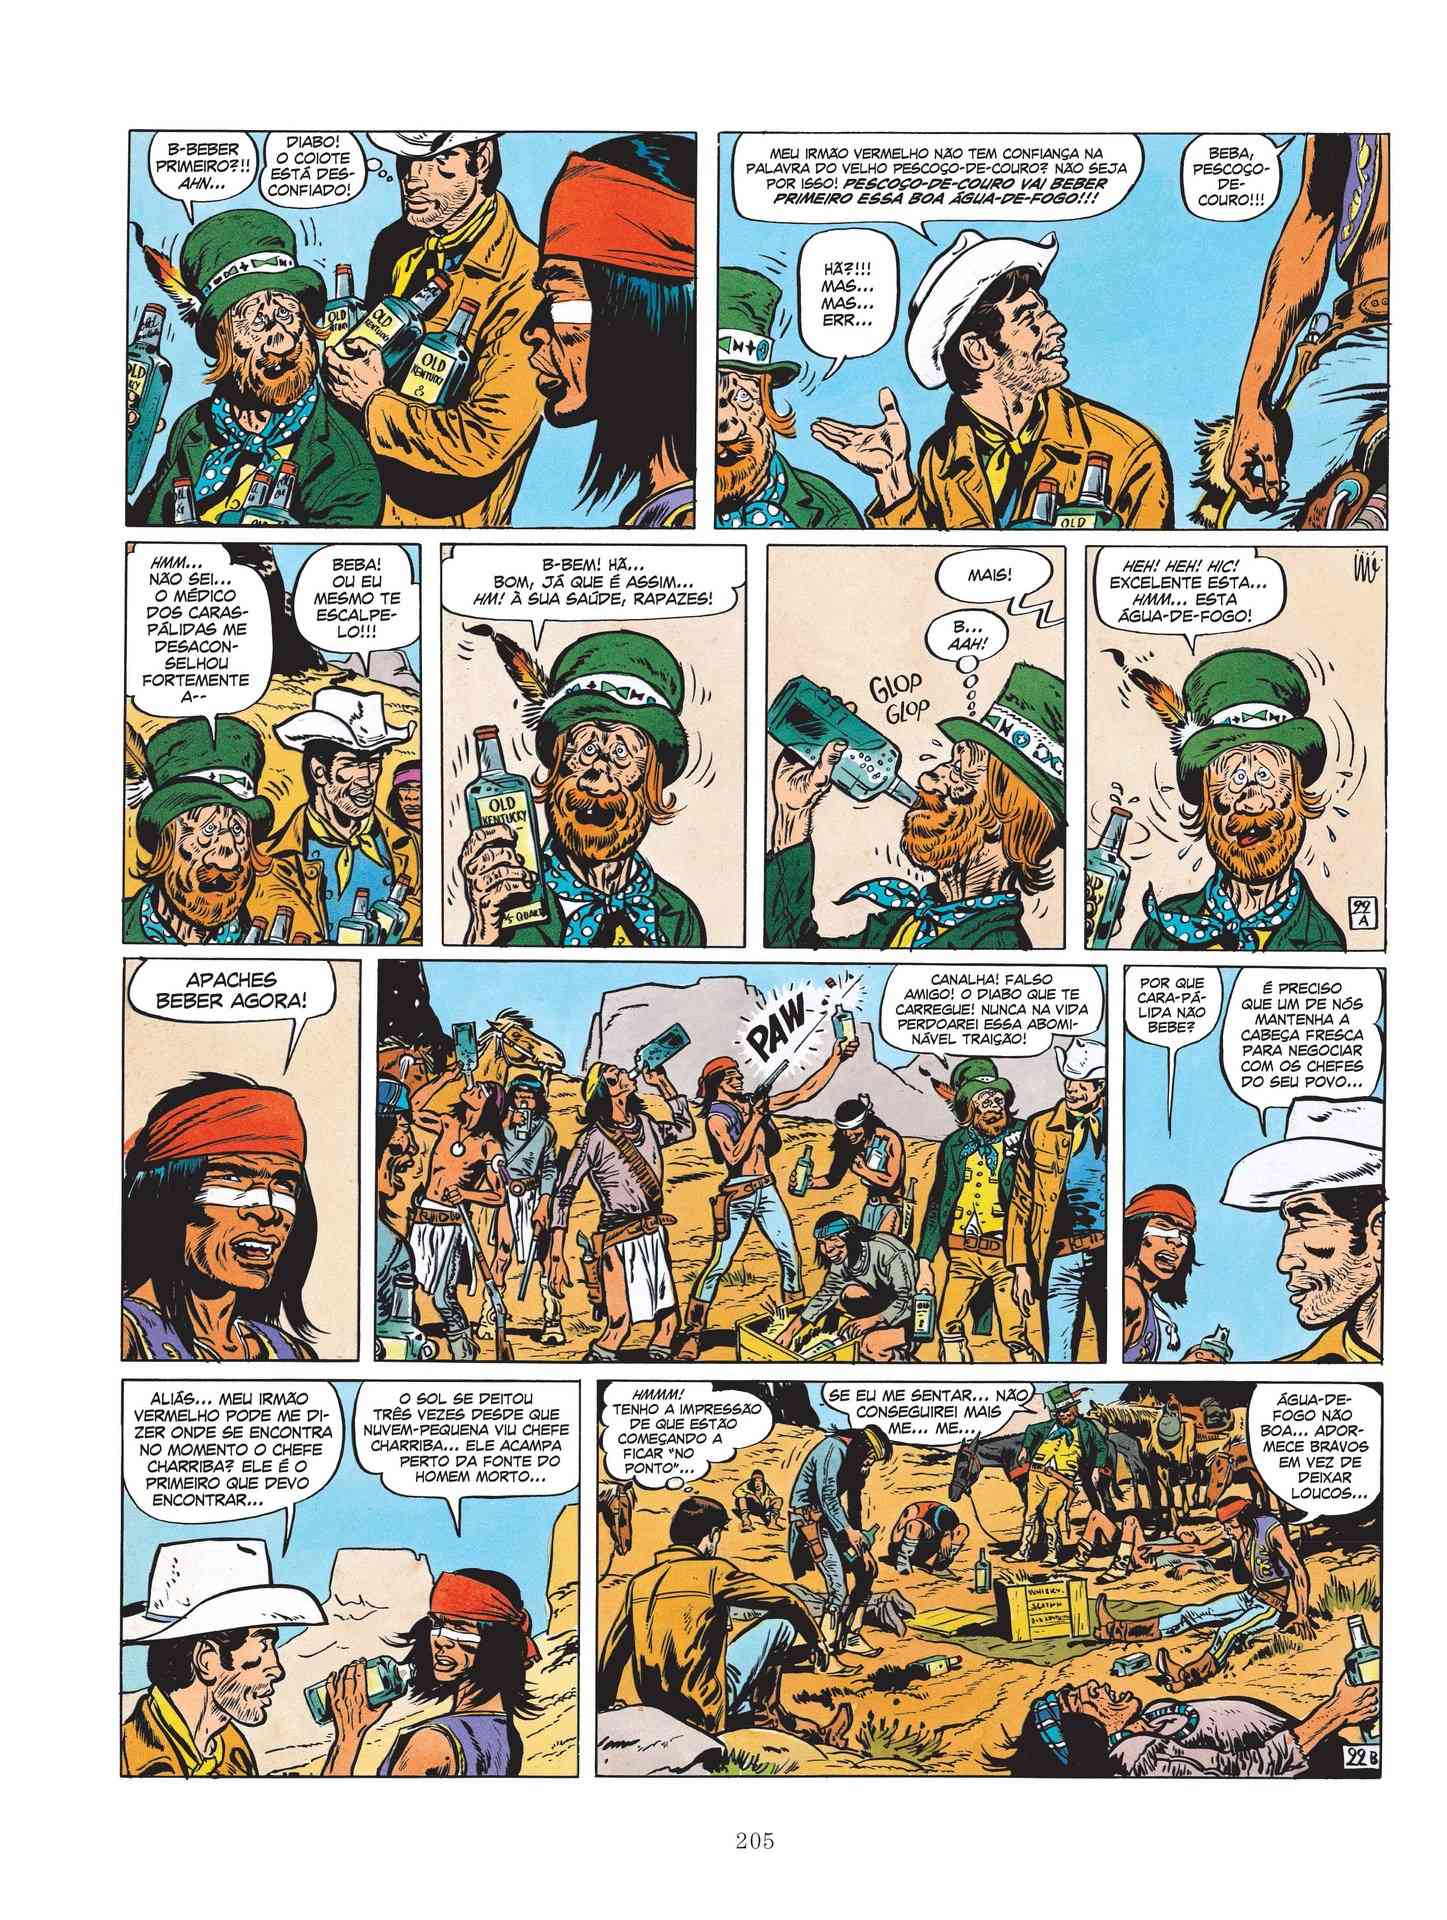 B-BEBER
PRIMEIRO?!!
AHN...
DIABO!
O COIOTE
ESTÁ DES-
CONFIADO!
OLD
KENTUCKY
OLD
KENTUCKY
OLD
KENTUCKY
MEU IRMÃO VERMELHO NÃO TEM CONFIANÇA NA
PALAVRA DO VELHO PESCOÇO-DE-COURO? NÃO SEJA
POR ISSO! PESCOÇO-DE-COURO VAI BEBER
PRIMEIRO ESSA BOA ÁGUA-DE-FOGO!!!
HÃ?!!!
MAS...
MAS...
ERR...
BEBA,
PESCOÇO-
DE-
COURO!!!
OLD
HMM...
NÃO SEI...
O MÉDICO
DOS CARAS-
PÁLIDAS ME
DESACON-
SELHOU
FORTEMENTE
A--
BEBA!
OU EU
MESMO TE
ESCALPE-
LO!!!
B-BEM! HÃ...
BOM, JÁ QUE É ASSIM...
HM! À SUA SAÚDE, RAPAZES!
OLD
KENTUCKY
QUART
MAIS!
B...
AAH!
GLOP
GLOP
HEH! HEH! HIC!
EXCELENTE ESTA...
HMM... ESTA
ÁGUA-DE-FOGO!
OLD
22
A
APACHES
BEBER AGORA!
PAW
CANALHA! FALSO
AMIGO! O DIABO QUE TE
CARREGUE! NUNCA NA VIDA
PERDOAREI ESSA ABOMI-
NÁVEL TRAIÇÃO!
OLD
POR QUE
CARA-PÁ-
LIDA NÃO
BEBE?
É PRECISO
QUE UM DE NÓS
MANTENHA A
CABEÇA FRESCA
PARA NEGOCIAR
COM OS CHEFES
DO SEU POVO...
ALIÁS... MEU IRMÃO
VERMELHO PODE ME DI-
ZER ONDE SE ENCONTRA
NO MOMENTO O CHEFE
CHARRIBA? ELE É O
PRIMEIRO QUE DEVO
ENCONTRAR...
O SOL SE DEITOU
TRÊS VEZES DESDE QUE
NUVEM-PEQUENA VIU CHEFE
CHARRIBA... ELE ACAMPA
PERTO DA FONTE DO
HOMEM MORTO...
HMMM!
TENHO A IMPRESSÃO
DE QUE ESTÃO
COMEÇANDO A
FICAR "NO
PONTO"...
SE EU ME SENTAR... NÃO
CONSEGUIREI MAIS
ME... ME...
ÁGUA-DE-
FOGO NÃO
BOA... ADOR-
MECE BRAVOS
EM VEZ DE
DEIXAR
LOUCOS...
WHISKY
22 B
205